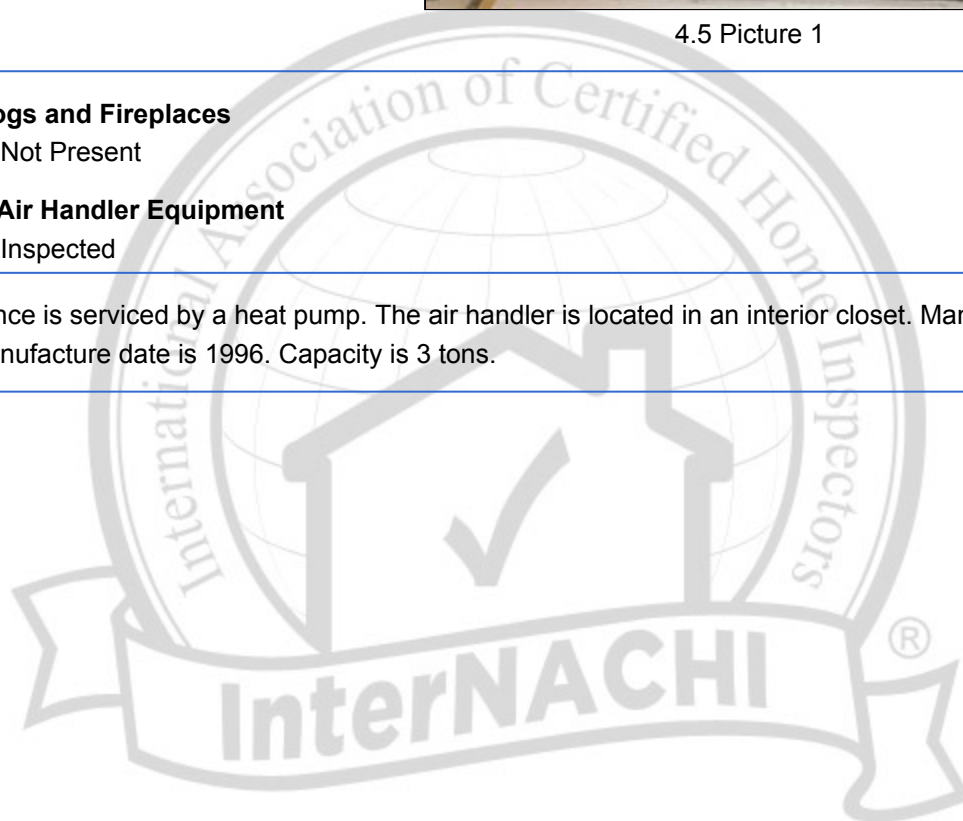 4.5 Picture 1
ogs and Fireplaces
Not Present
Air Handler Equipment
Inspected
nce is serviced by a heat pump. The air handler is located in an interior closet. Mar
nufacture date is 1996. Capacity is 3 tons.
International Association of Certified Home Inspectors
InterNACHI ®